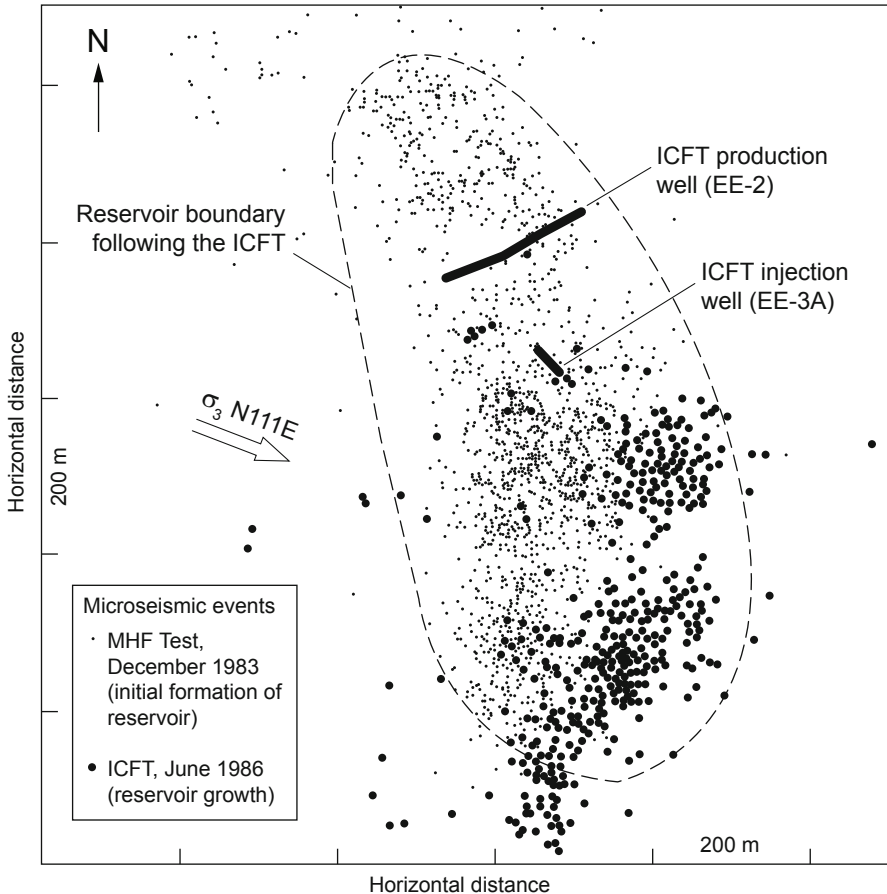 N
ICFT production
well (EE-2)
Reservoir boundary
following the ICFT
ICFT injection
well (EE-3A)
σ3 N111E
Horizontal distance
200 m
Microseismic events
MHF Test,
December 1983
(initial formation of
reservoir)
ICFT, June 1986
(reservoir growth)
200 m
Horizontal distance